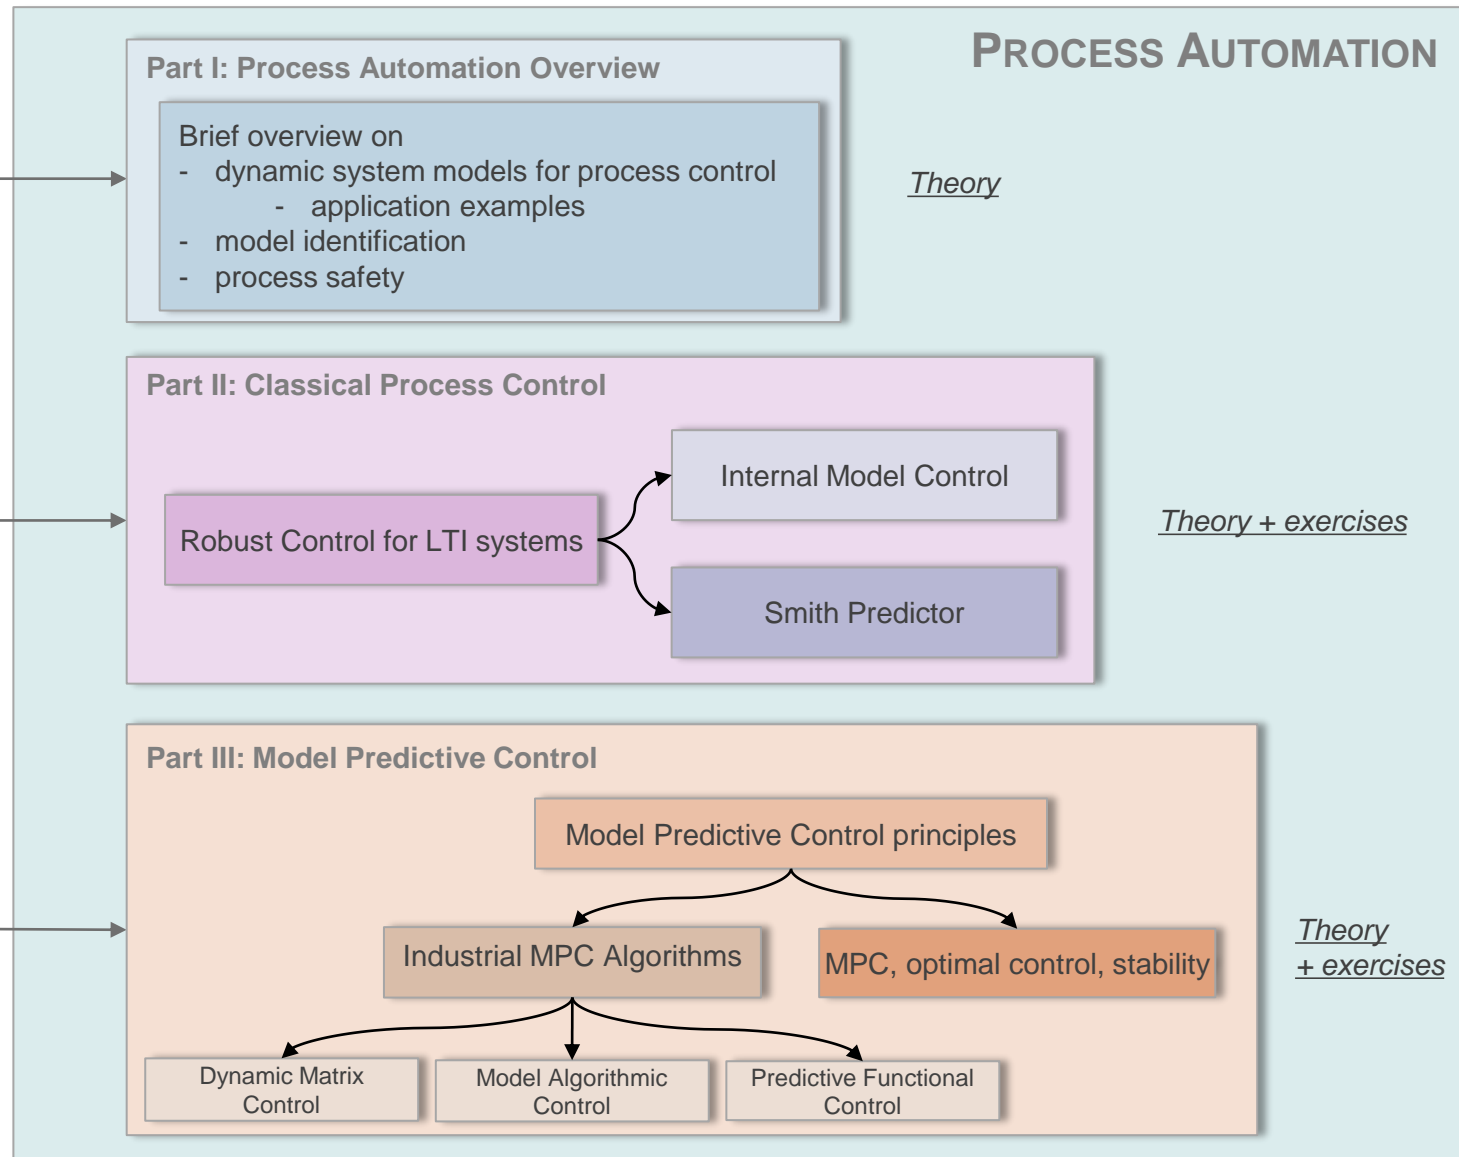 PROCESS AUTOMATION
Part I: Process Automation Overview
Brief overview on
- dynamic system models for process control
- application examples
- model identification
- process safety
Theory
Part II: Classical Process Control
Robust Control for LTI systems
Internal Model Control
Smith Predictor
Theory + exercises
Part III: Model Predictive Control
Model Predictive Control principles
Industrial MPC Algorithms
MPC, optimal control, stability
Theory
+ exercises
Dynamic Matrix
Control
Model Algorithmic
Control
Predictive Functional
Control